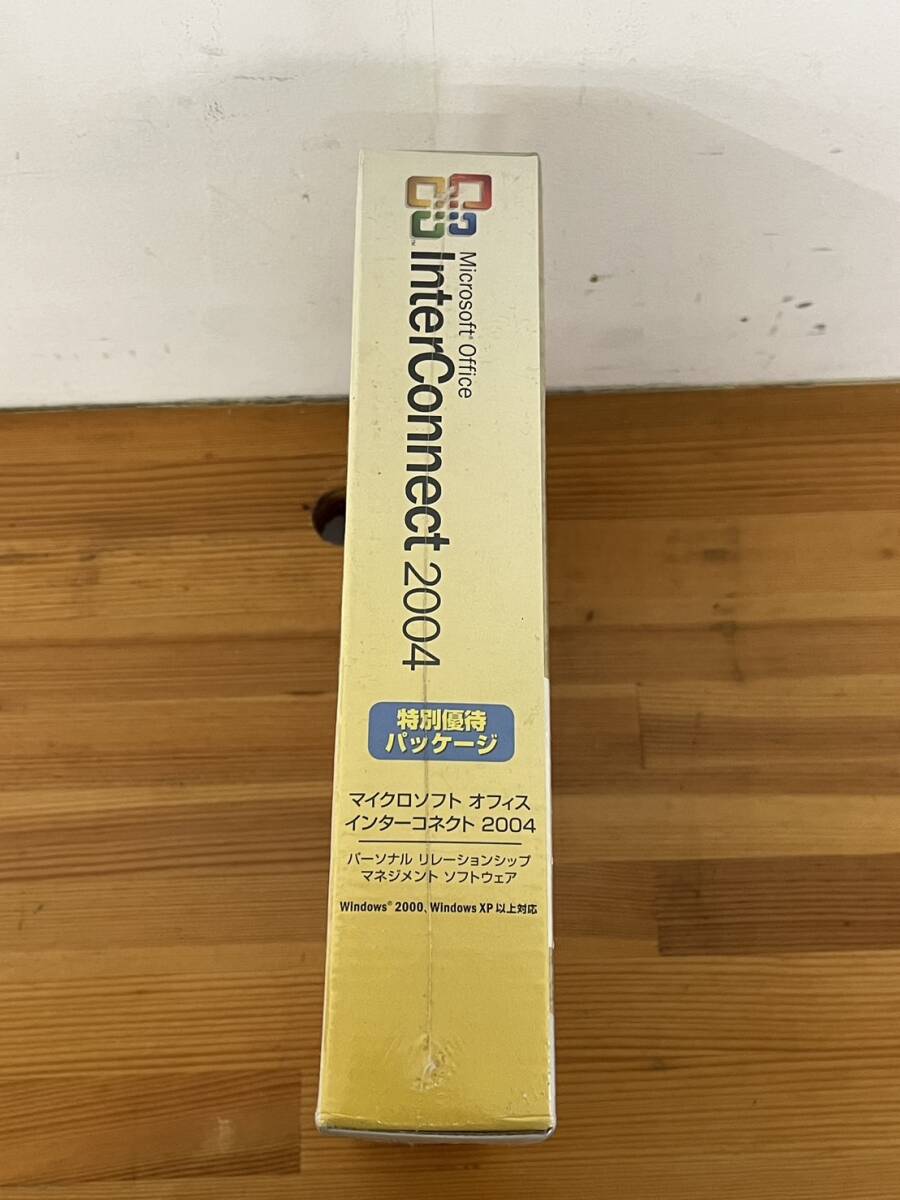 Microsoft® Office
InterConnect 2004
™
特別優待
パッケージ
マイクロソフト オフィス
インターコネクト 2004
パーソナル リレーションシップ
マネジメント ソフトウェア
Windows® 2000、Windows XP 以上対応